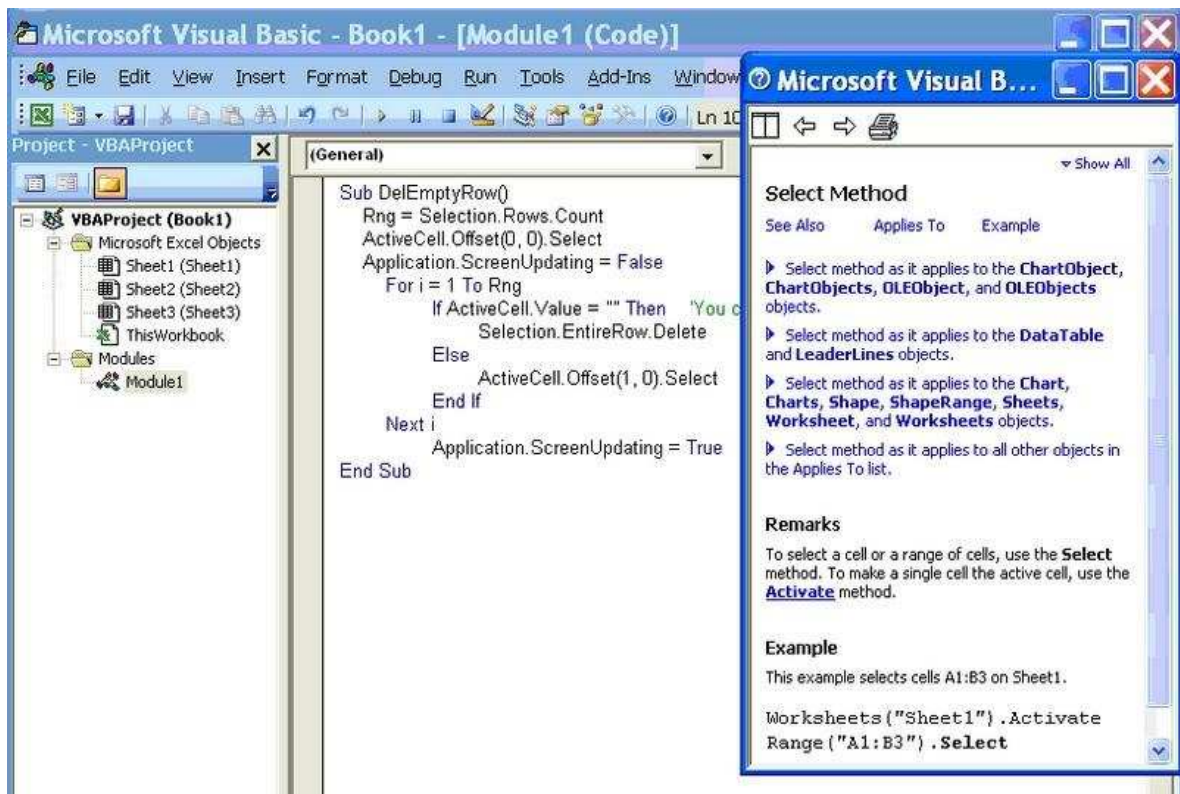 Microsoft Visual Basic - Book1 - [Module1 (Code)]
File Edit View Insert Format Debug Run Tools Add-Ins Window
Ln 10
Project - VBAProject
VBAProject (Book1)
Microsoft Excel Objects
Sheet1 (Sheet1)
Sheet2 (Sheet2)
Sheet3 (Sheet3)
ThisWorkbook
Modules
Module1
(General)
Sub DelEmptyRow()
Rng = Selection.Rows.Count
ActiveCell.Offset(0, 0).Select
Application.ScreenUpdating = False
For i = 1 To Rng
If ActiveCell.Value = "" Then 'You c
Selection.EntireRow.Delete
Else
ActiveCell.Offset(1, 0).Select
End If
Next i
Application.ScreenUpdating = True
End Sub
Microsoft Visual B...
Show All
Select Method
See Also Applies To Example
Select method as it applies to the ChartObject,
ChartObjects, OLEObject, and OLEObjects
objects.
Select method as it applies to the DataTable
and LeaderLines objects.
Select method as it applies to the Chart,
Charts, Shape, ShapeRange, Sheets,
Worksheet, and Worksheets objects.
Select method as it applies to all other objects in
the Applies To list.
Remarks
To select a cell or a range of cells, use the Select
method. To make a single cell the active cell, use the
Activate method.
Example
This example selects cells A1:B3 on Sheet1.
Worksheets("Sheet1").Activate
Range("A1:B3").Select